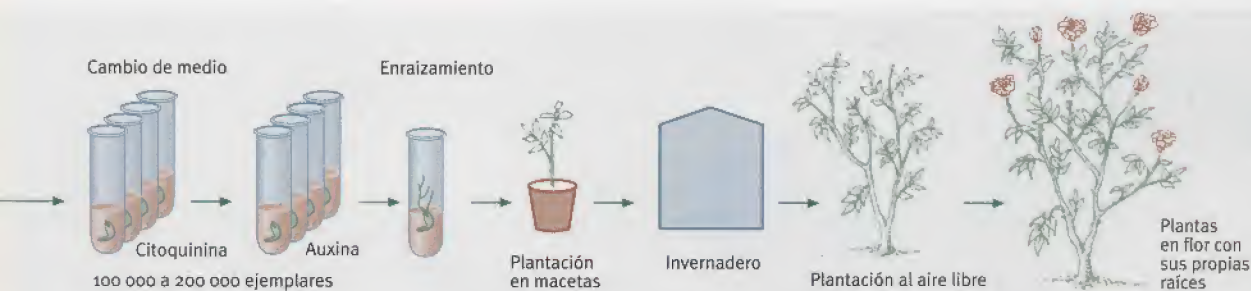 Cambio de medio
Citoquinina
Auxina
100 000 a 200 000 ejemplares
Enraizamiento
Plantación
en macetas
Invernadero
Plantación al aire libre
Plantas
en flor con
sus propias
raíces